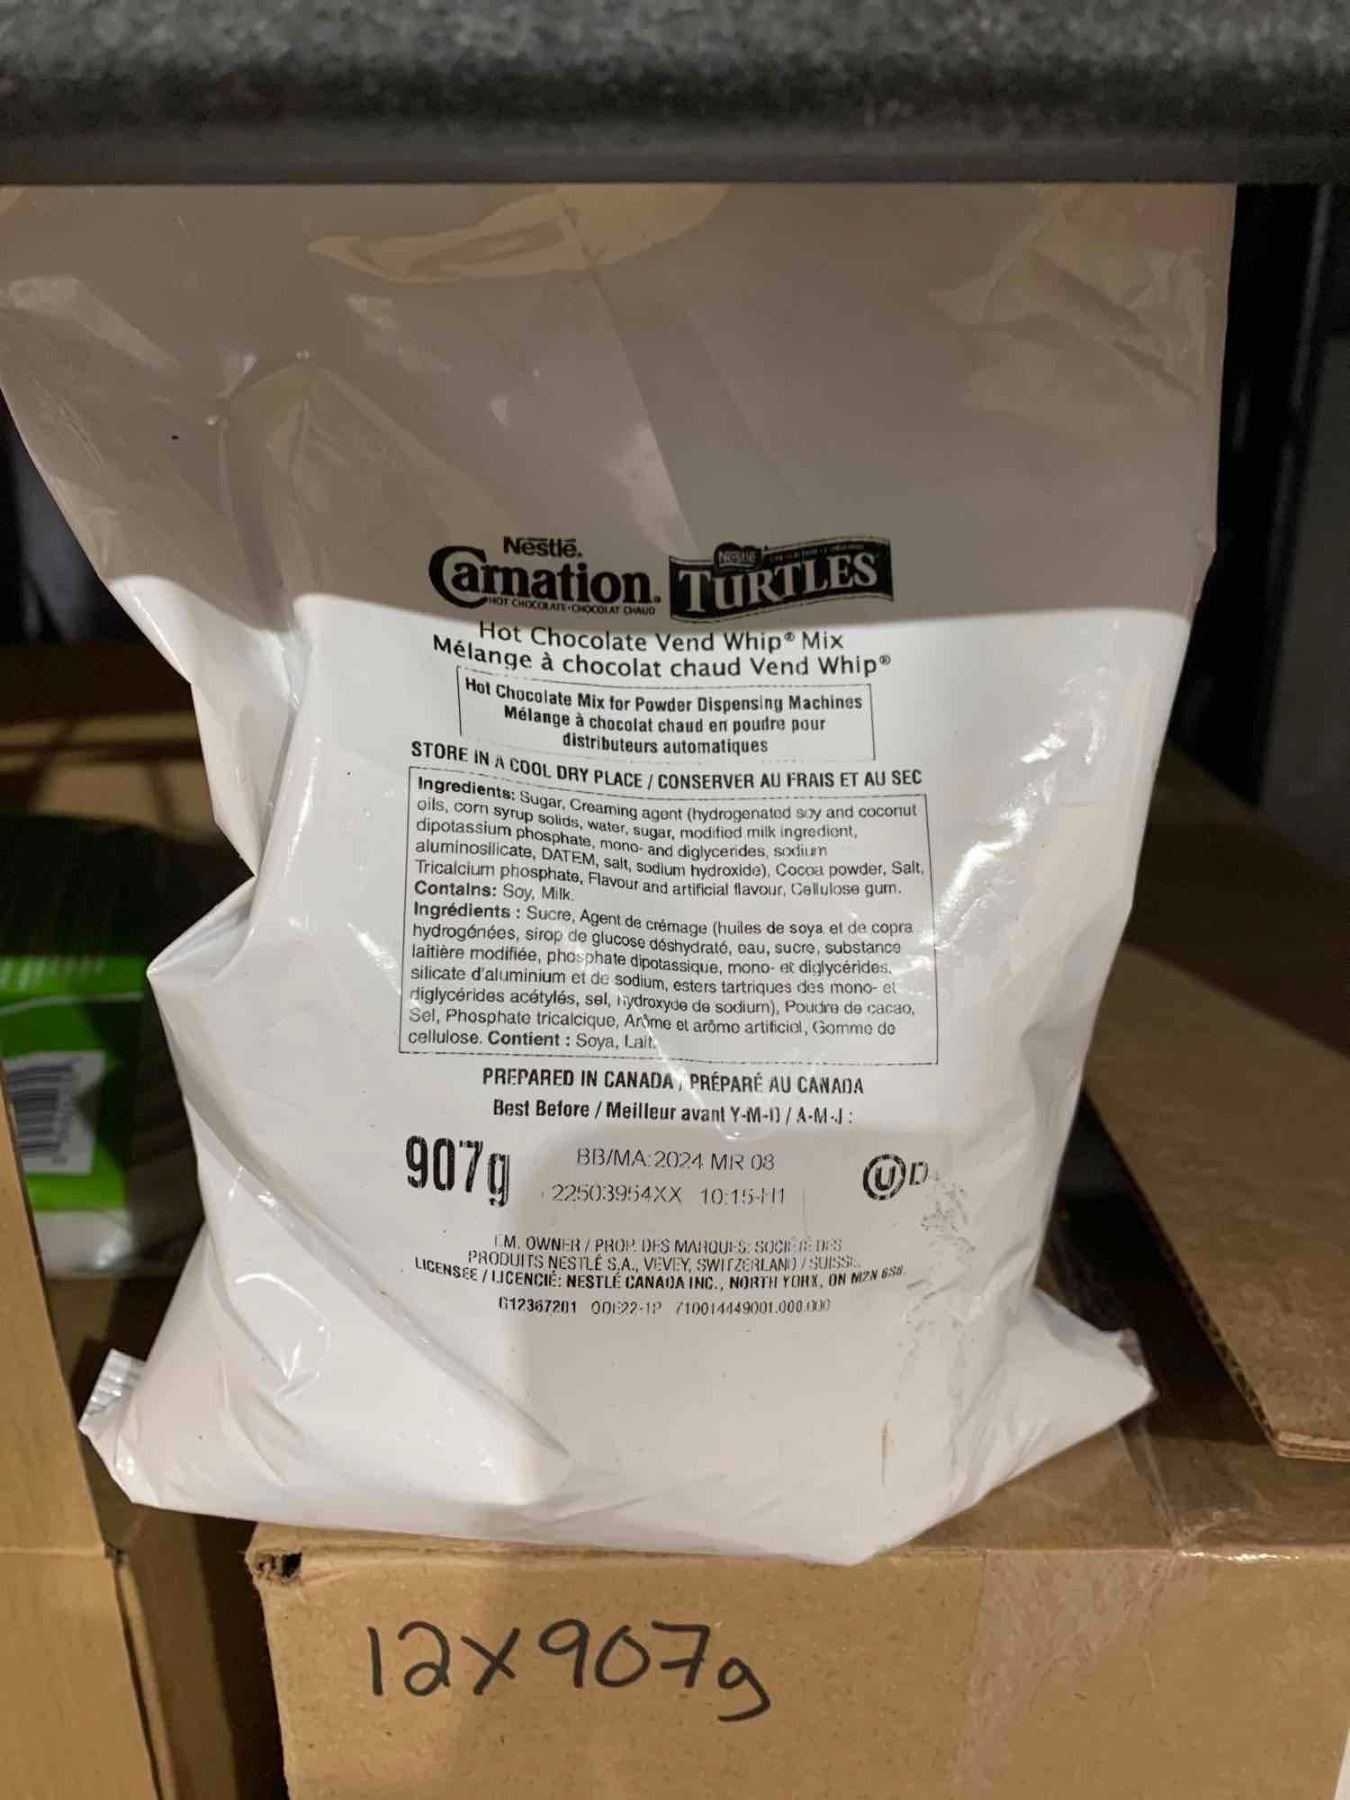 Nestlé.
Carnation.
HOT CHOCOLATE • CHOCOLAT CHAUD
Nestlé
TURTLES
Hot Chocolate Vend Whip® Mix
Mélange à chocolat chaud Vend Whip®
Hot Chocolate Mix for Powder Dispensing Machines
Mélange à chocolat chaud en poudre pour
distributeurs automatiques
STORE IN A COOL DRY PLACE / CONSERVER AU FRAIS ET AU SEC
Ingredients: Sugar, Creaming agent (hydrogenated soy and coconut
oils, corn syrup solids, water, sugar, modified milk ingredient,
dipotassium phosphate, mono- and diglycerides, sodium
aluminosilicate, DATEM, salt, sodium hydroxide), Cocoa powder, Salt,
Tricalcium phosphate, Flavour and artificial flavour, Cellulose gum.
Contains: Soy, Milk.
Ingrédients : Sucre, Agent de crémage (huiles de soya et de copra
hydrogénées, sirop de glucose déshydraté, eau, sucre, substance
laitière modifiée, phosphate dipotassique, mono- et diglycérides,
silicate d'aluminium et de sodium, esters tartriques des mono- et
diglycérides acétylés, sel, hydroxyde de sodium), Poudre de cacao,
Sel, Phosphate tricalcique, Arôme et arôme artificiel, Gomme de
cellulose. Contient : Soya, Lait.
PREPARED IN CANADA / PRÉPARÉ AU CANADA
Best Before / Meilleur avant Y-M-D / A-M-J :
907g
BB/MA:2024 MR 08
22503954XX 10:15-H1
U D
T.M. OWNER / PROP. DES MARQUES: SOCIÉTÉ DES
PRODUITS NESTLÉ S.A., VEVEY, SWITZERLAND / SUISSE.
LICENSEE / LICENCIÉ: NESTLÉ CANADA INC., NORTH YORK, ON M2N 6S8.
G12367201 710014449001.000.000
12x907g